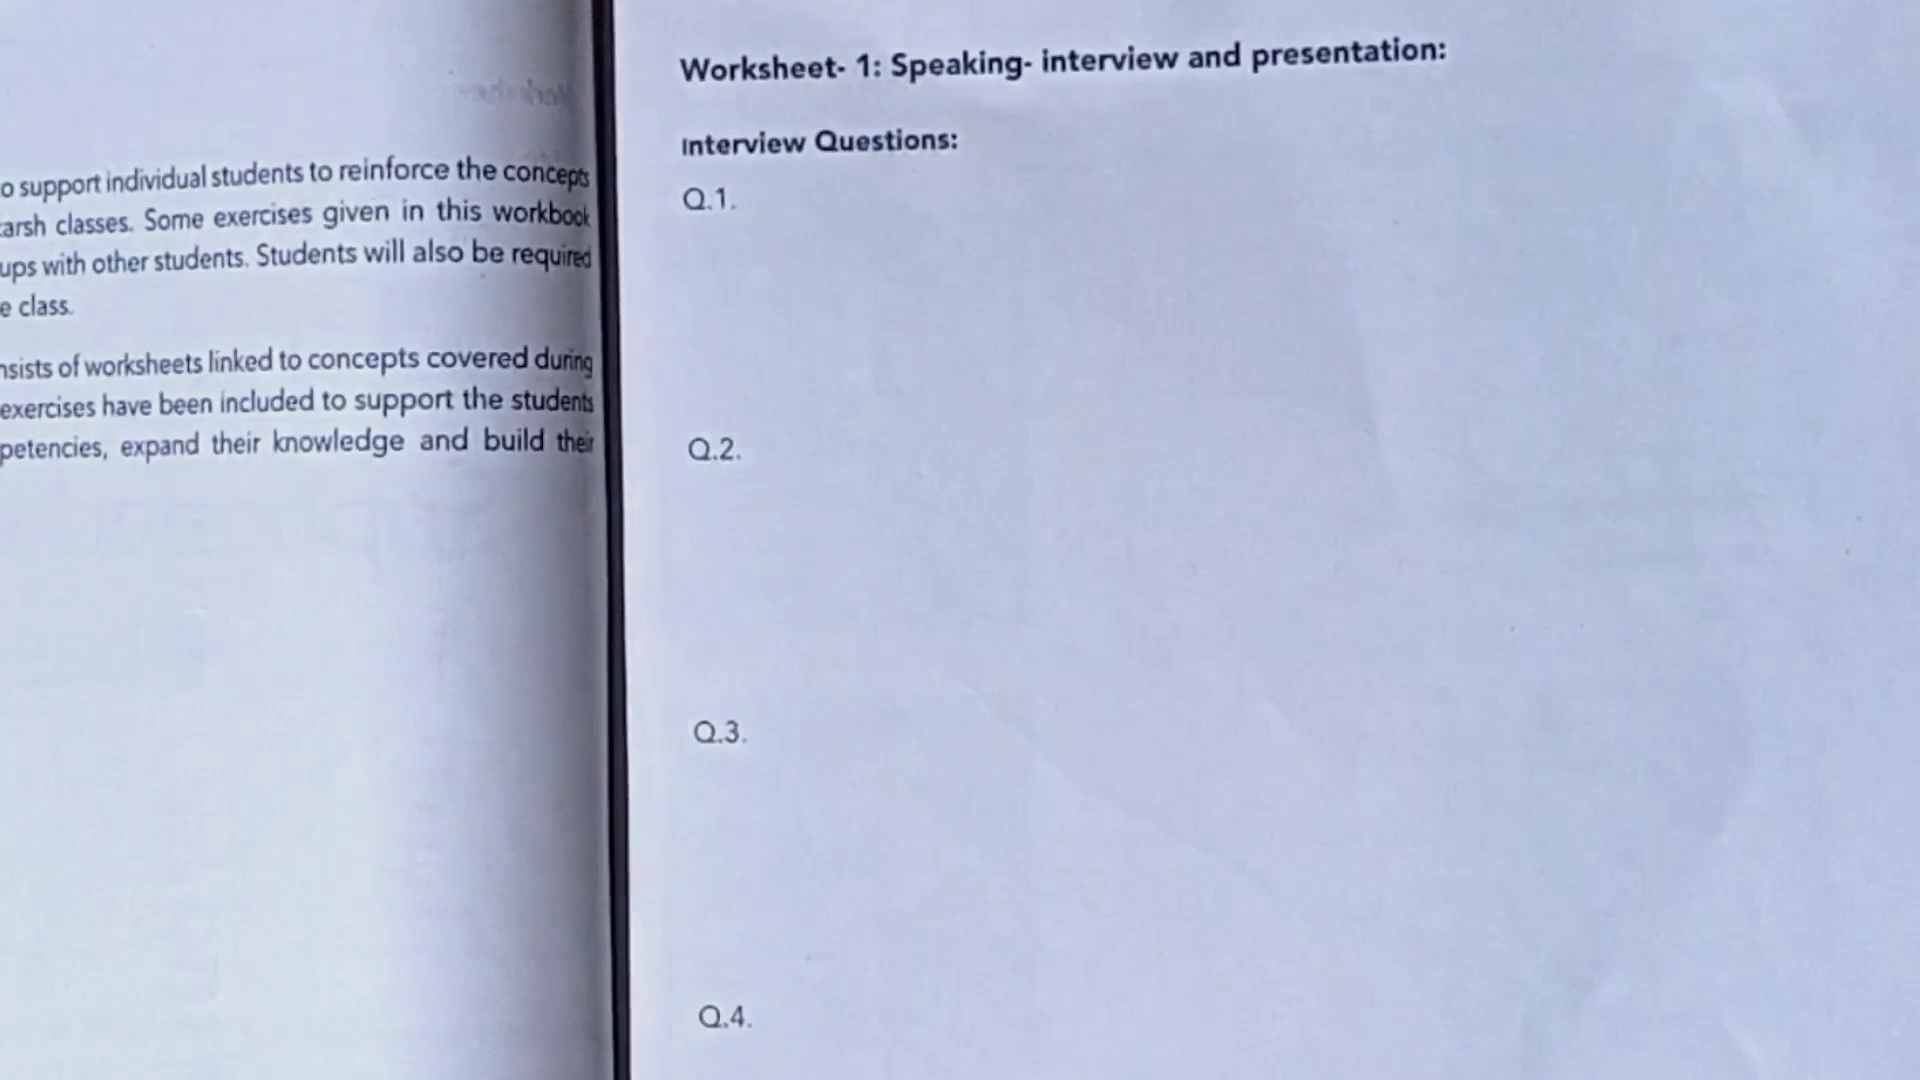 o support individual students to reinforce the concepts
arsh classes. Some exercises given in this workbook
ups with other students. Students will also be required
e class.
nsists of worksheets linked to concepts covered during
exercises have been included to support the students
petencies, expand their knowledge and build their
Worksheet- 1: Speaking- interview and presentation:
Interview Questions:
Q.1.
Q.2.
Q.3.
Q.4.